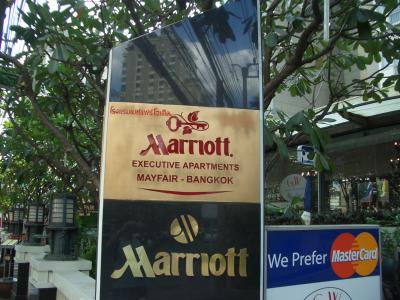 Marriott.
EXECUTIVE APARTMENTS
MAYFAIR - BANGKOK
Marriott
We Prefer MasterCard